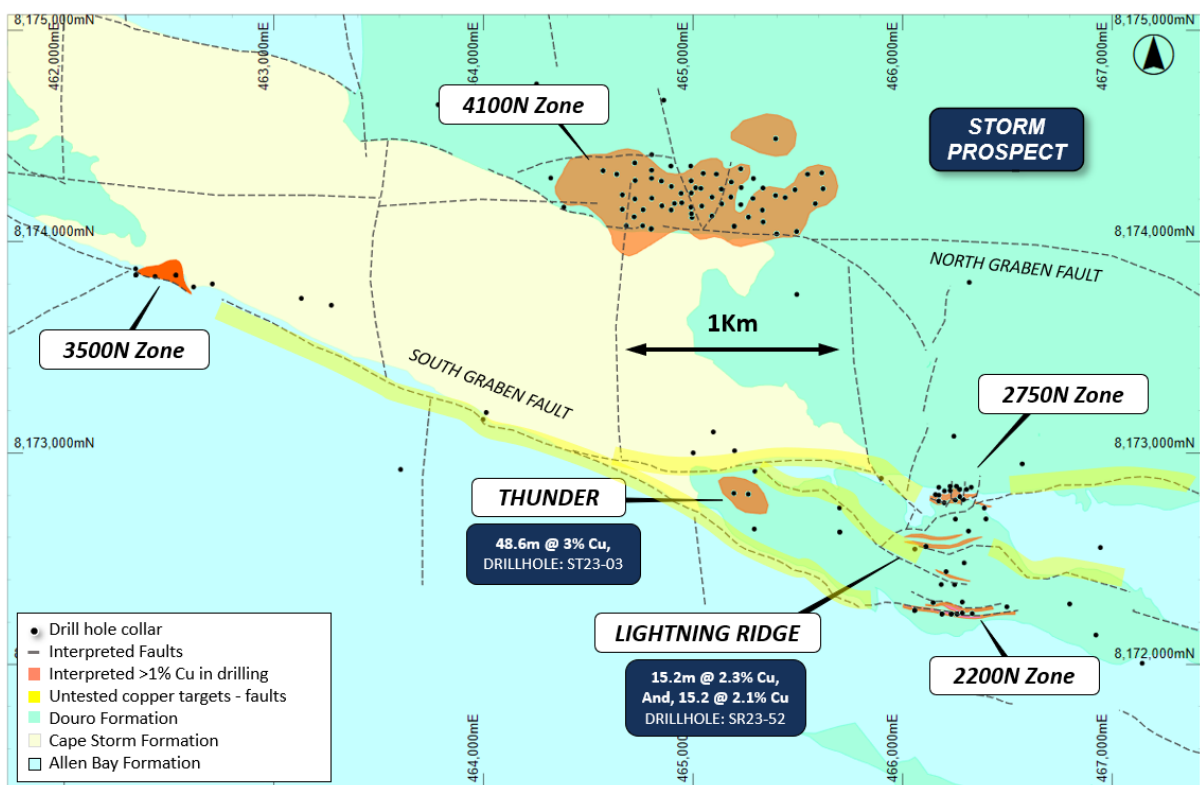 8,175,000mN
8,175,000mN
462,000mE
463,000mE
464,000mE
465,000mE
466,000mE
467,000mE
4100N Zone
STORM
PROSPECT
8,174,000mN
8,174,000mN
NORTH GRABEN FAULT
3500N Zone
1Km
SOUTH GRABEN FAULT
2750N Zone
8,173,000mN
8,173,000mN
THUNDER
48.6m @ 3% Cu,
DRILLHOLE: ST23-03
LIGHTNING RIDGE
15.2m @ 2.3% Cu,
And, 15.2 @ 2.1% Cu
DRILLHOLE: SR23-52
2200N Zone
8,172,000mN
Drill hole collar
Interpreted Faults
Interpreted >1% Cu in drilling
Untested copper targets - faults
Douro Formation
Cape Storm Formation
Allen Bay Formation
464,000mE
465,000mE
466,000mE
467,000mE